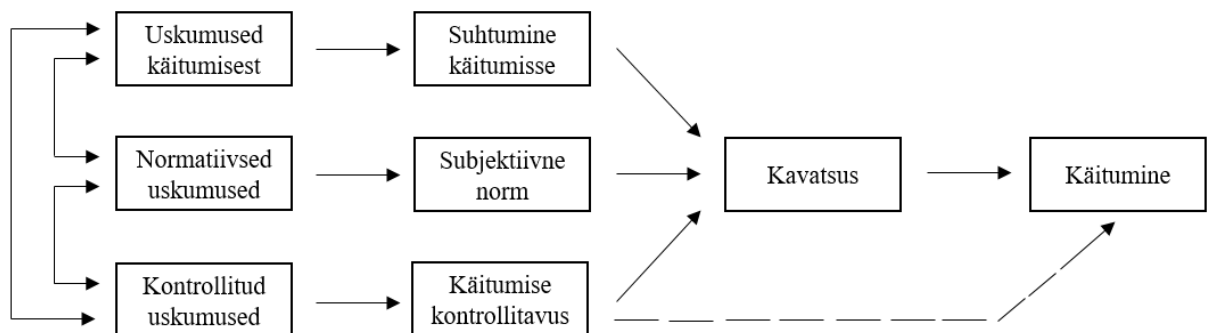 Uskumused
käitumisest
Suhtumine
käitumisse
Normatiivsed
uskumused
Subjektiivne
norm
Kavatsus
Käitumine
Kontrollitud
uskumused
Käitumise
kontrollitavus